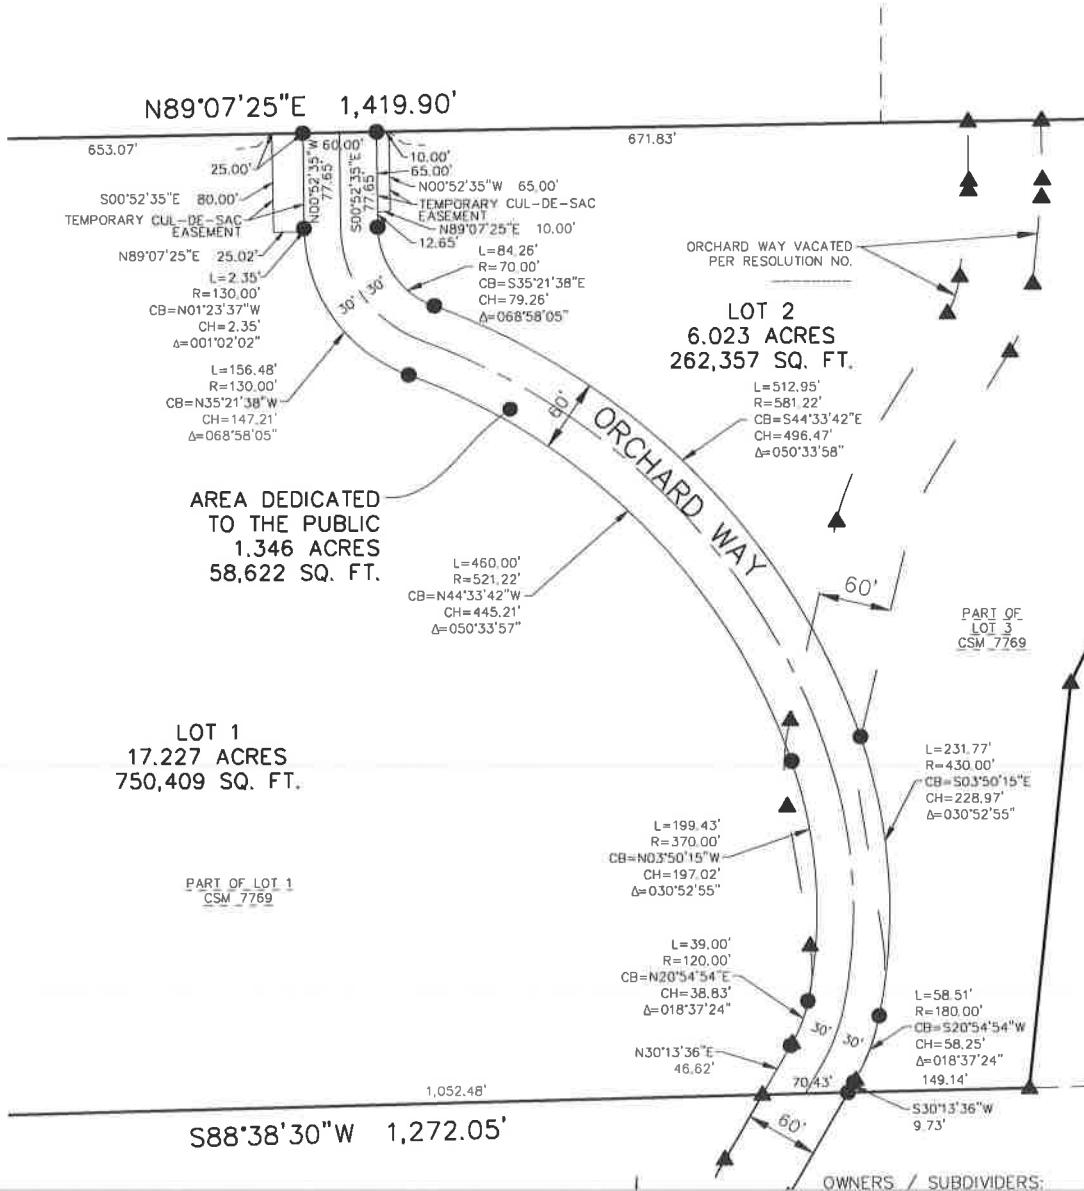 N89°07'25"E 1,419.90'
653.07'
60.00'
671.83'
25.00'
10.00'
65.00'
N00°52'35"W
77.65'
S00°52'35"E
77.65'
N00°52'35"W 65.00'
S00°52'35"E 80.00'
TEMPORARY CUL-DE-SAC
EASEMENT
TEMPORARY CUL-DE-SAC
EASEMENT
N89°07'25"E 10.00'
12.65'
N89°07'25"E 25.02'
L=2.35'
R=130.00'
CB=N01°23'37"W
CH=2.35'
Δ=001°02'02"
L=84.26'
R=70.00'
CB=S35°21'38"E
CH=79.26'
Δ=068°58'05"
30' 30'
ORCHARD WAY VACATED
PER RESOLUTION NO.
LOT 2
6.023 ACRES
262,357 SQ. FT.
L=156.48'
R=130.00'
CB=N35°21'38"W
CH=147.21'
Δ=068°58'05"
L=512.95'
R=581.22'
CB=S44°33'42"E
CH=496.47'
Δ=050°33'58"
60'
ORCHARD WAY
AREA DEDICATED
TO THE PUBLIC
1.346 ACRES
58,622 SQ. FT.
L=460.00'
R=521.22'
CB=N44°33'42"W
CH=445.21'
Δ=050°33'57"
60'
PART OF
LOT 3
CSM 7769
LOT 1
17.227 ACRES
750,409 SQ. FT.
L=231.77'
R=430.00'
CB=S03°50'15"E
CH=228.97'
Δ=030°52'55"
L=199.43'
R=370.00'
CB=N03°50'15"W
CH=197.02'
Δ=030°52'55"
PART OF LOT 1
CSM 7769
L=39.00'
R=120.00'
CB=N20°54'54"E
CH=38.83'
Δ=018°37'24"
L=58.51'
R=180.00'
CB=S20°54'54"W
CH=58.25'
Δ=018°37'24"
30' 30'
N30°13'36"E
46.62'
1,052.48'
70.43'
149.14'
S30°13'36"W
9.73'
S88°38'30"W 1,272.05'
60'
OWNERS / SUBDIVIDERS: